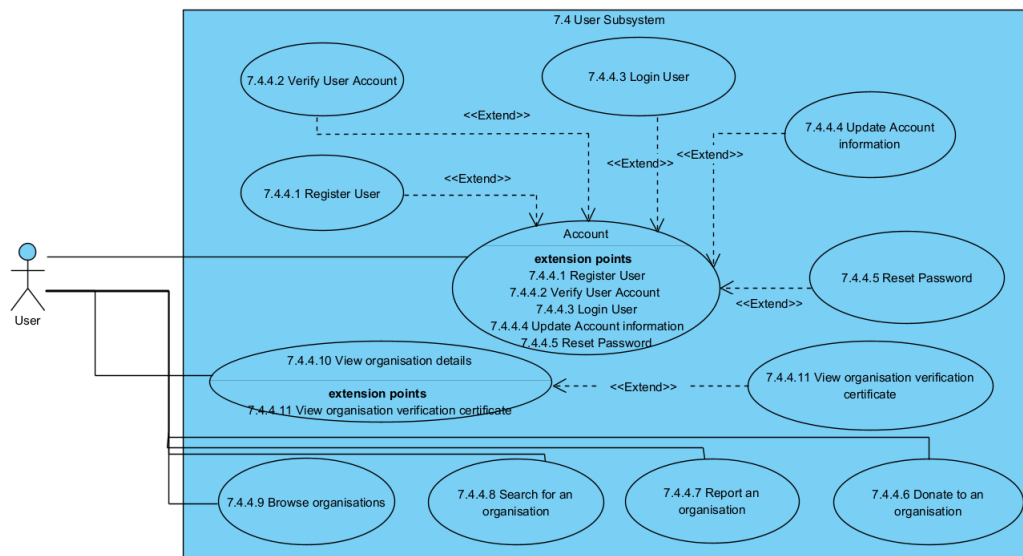 7.4 User Subsystem
7.4.4.2 Verify User Account
7.4.4.3 Login User
<<Extend>>
7.4.4.4 Update Account
information
<<Extend>>
<<Extend>>
<<Extend>>
7.4.4.1 Register User
Account
extension points
7.4.4.1 Register User
7.4.4.2 Verify User Account
7.4.4.3 Login User
7.4.4.4 Update Account information
7.4.4.5 Reset Password
7.4.4.5 Reset Password
<<Extend>>
User
7.4.4.10 View organisation details
extension points
7.4.4.11 View organisation verification certificate
<<Extend>>
7.4.4.11 View organisation verification
certificate
7.4.4.9 Browse organisations
7.4.4.8 Search for an
organisation
7.4.4.7 Report an
organisation
7.4.4.6 Donate to an
organisation